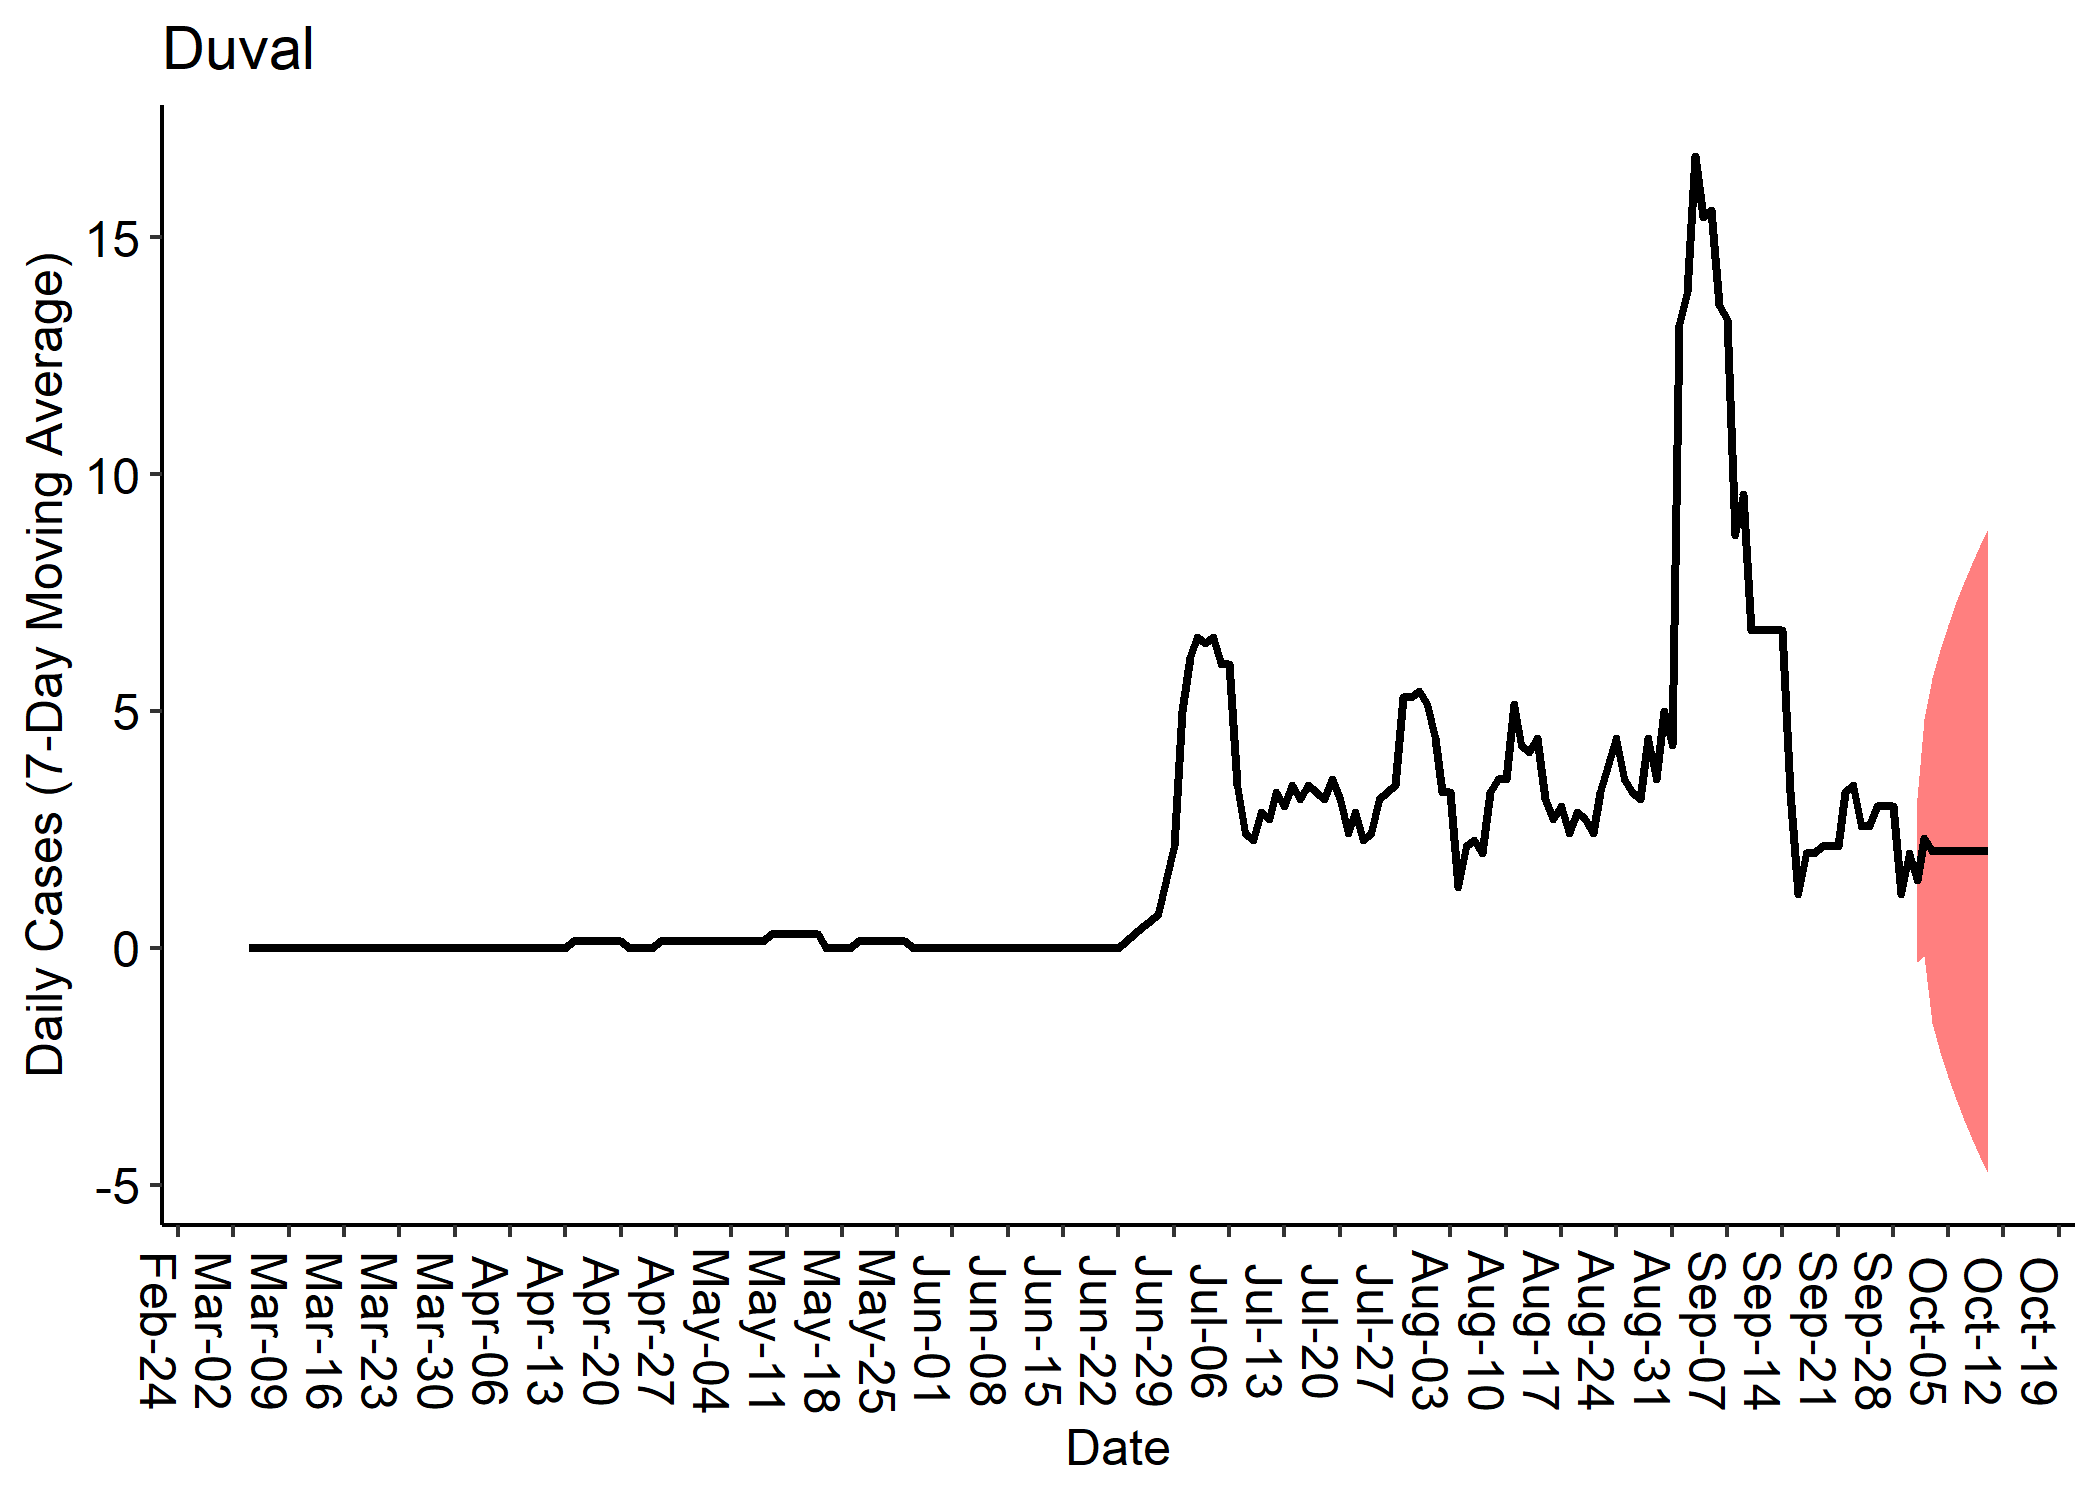 Duval
Daily Cases (7-Day Moving Average)
15
10
5
0
-5
Feb-24
Mar-02
Mar-09
Mar-16
Mar-23
Mar-30
Apr-06
Apr-13
Apr-20
Apr-27
May-04
May-11
May-18
May-25
Jun-01
Jun-08
Jun-15
Jun-22
Jun-29
Jul-06
Jul-13
Jul-20
Jul-27
Aug-03
Aug-10
Aug-17
Aug-24
Aug-31
Sep-07
Sep-14
Sep-21
Sep-28
Oct-05
Oct-12
Oct-19
Date